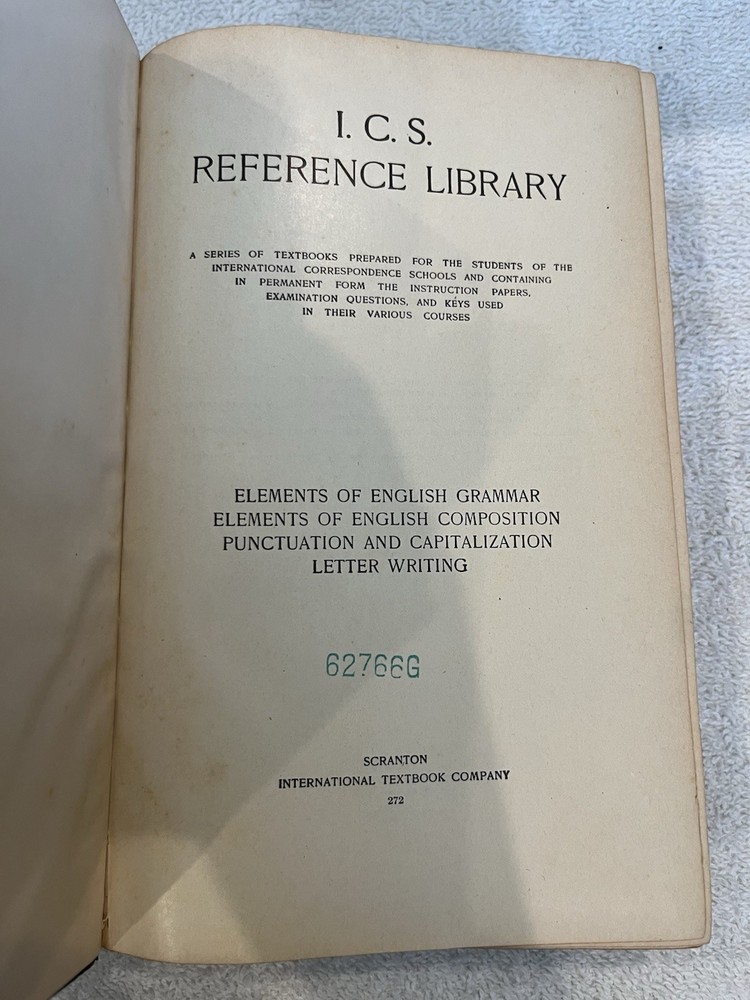 I. C. S.
REFERENCE LIBRARY
A SERIES OF TEXTBOOKS PREPARED FOR THE STUDENTS OF THE
INTERNATIONAL CORRESPONDENCE SCHOOLS AND CONTAINING
IN PERMANENT FORM THE INSTRUCTION PAPERS,
EXAMINATION QUESTIONS, AND KEYS USED
IN THEIR VARIOUS COURSES
ELEMENTS OF ENGLISH GRAMMAR
ELEMENTS OF ENGLISH COMPOSITION
PUNCTUATION AND CAPITALIZATION
LETTER WRITING
62766G
SCRANTON
INTERNATIONAL TEXTBOOK COMPANY
272